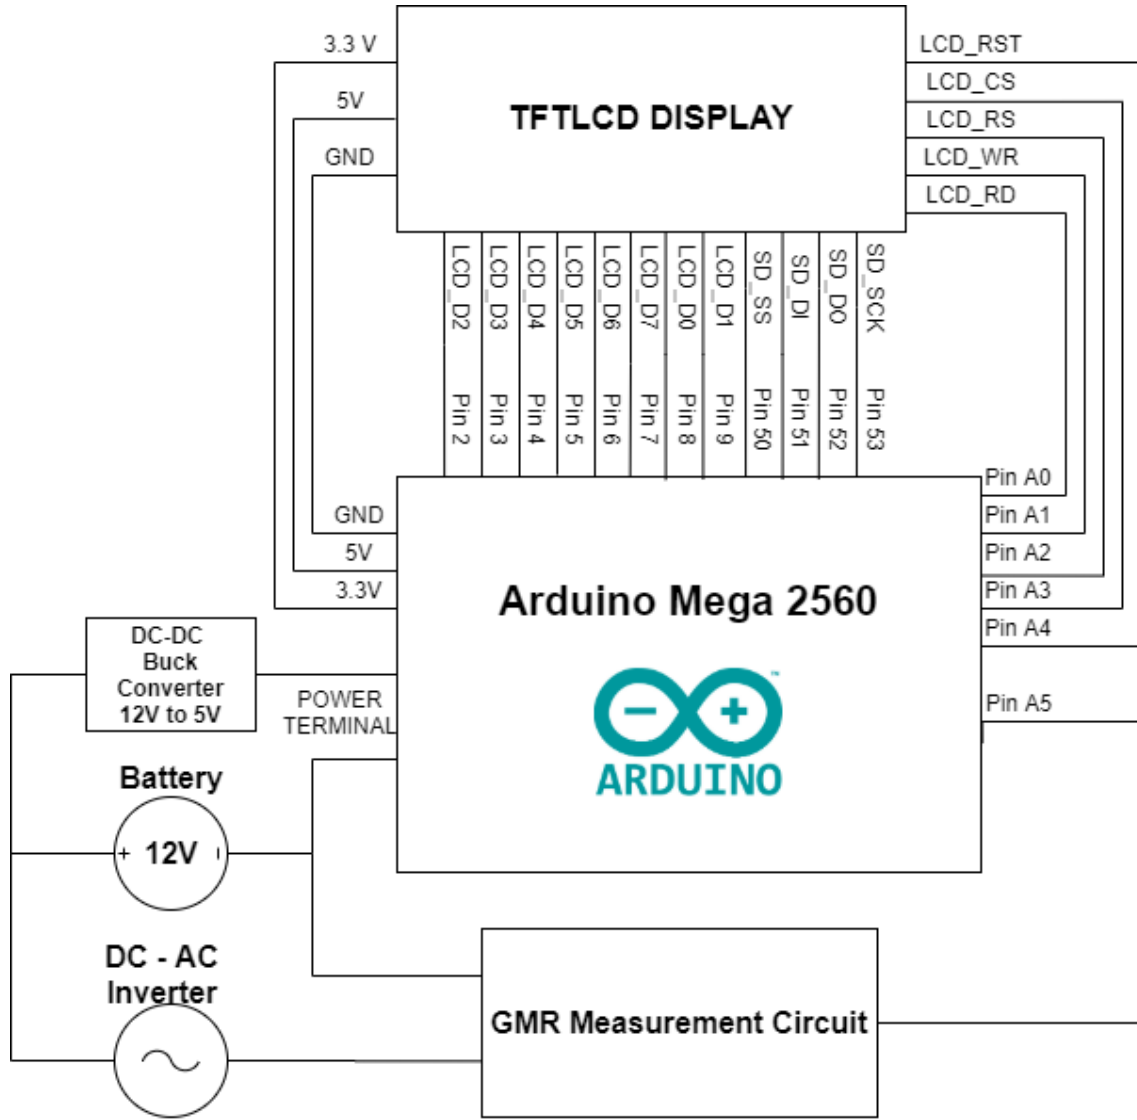 3.3 V
5V
GND
TFTLCD DISPLAY
LCD_RST
LCD_CS
LCD_RS
LCD_WR
LCD_RD
LCD_D2
LCD_D3
LCD_D4
LCD_D5
LCD_D6
LCD_D7
LCD_D0
LCD_D1
SD_SS
SD_DI
SD_DO
SD_SCK
Pin 2
Pin 3
Pin 4
Pin 5
Pin 6
Pin 7
Pin 8
Pin 9
Pin 50
Pin 51
Pin 52
Pin 53
GND
5V
3.3V
Arduino Mega 2560
Pin A0
Pin A1
Pin A2
Pin A3
Pin A4
Pin A5
DC-DC
Buck
Converter
12V to 5V
POWER
TERMINAL
™
ARDUINO
Battery
+ 12V -
DC - AC
Inverter
GMR Measurement Circuit